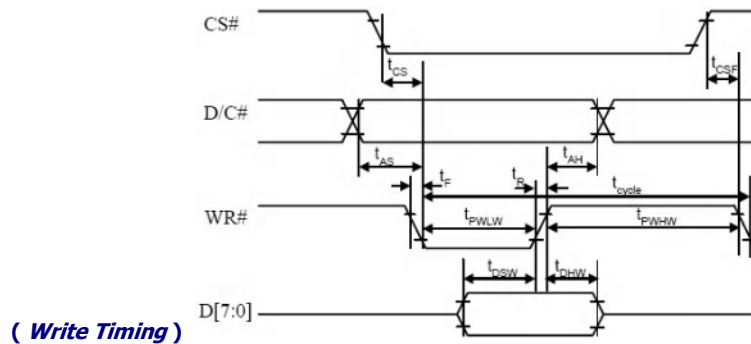 CS#
tCS
tCSF
D/C#
tAS
tAH
tF
tR
tcycle
WR#
tPWLW
tPWHW
tDSW
tDHW
D[7:0]
( Write Timing )